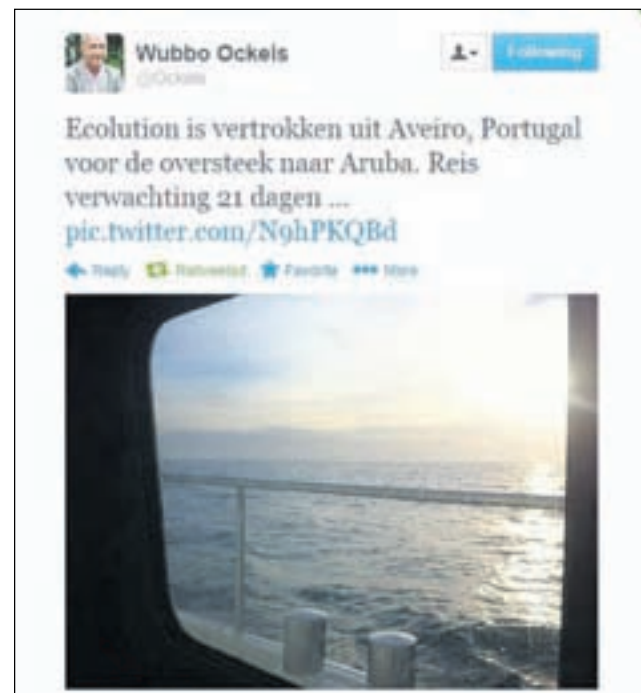 Wubbo Ockels
@Ockels
Following
Ecolution is vertrokken uit Aveiro, Portugal
voor de oversteek naar Aruba. Reis
verwachting 21 dagen ...
pic.twitter.com/N9hPKQBd
Reply Retweeted Favorite More